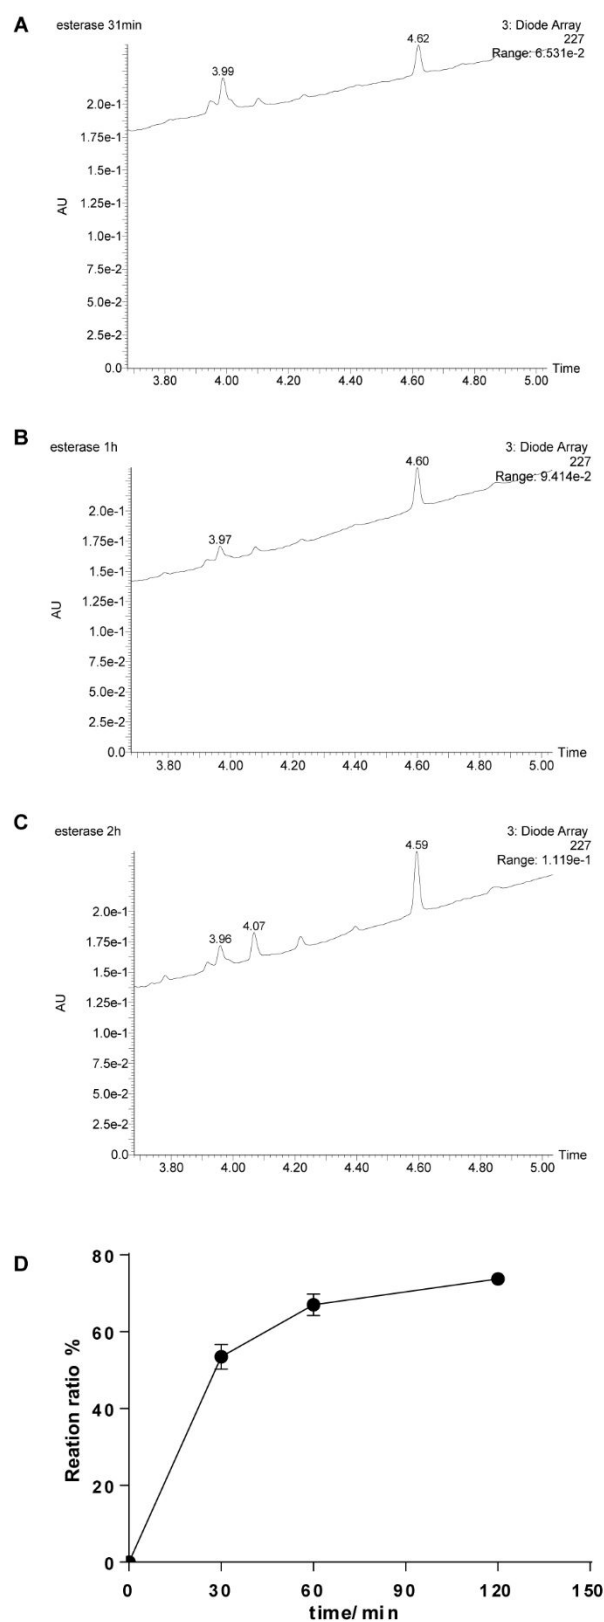 A
esterase 31min
3: Diode Array
227
Range: 6.531e-2
4.62
3.99
2.0e-1
1.75e-1
1.5e-1
1.25e-1
AU
1.0e-1
7.5e-2
5.0e-2
2.5e-2
0.0
3.80 4.00 4.20 4.40 4.60 4.80 5.00 Time
B
esterase 1h
3: Diode Array
227
Range: 9.414e-2
4.60
3.97
2.0e-1
1.75e-1
1.5e-1
1.25e-1
AU
1.0e-1
7.5e-2
5.0e-2
2.5e-2
0.0
3.80 4.00 4.20 4.40 4.60 4.80 5.00 Time
C
esterase 2h
3: Diode Array
227
Range: 1.119e-1
4.59
4.07
3.96
2.0e-1
1.75e-1
1.5e-1
1.25e-1
AU
1.0e-1
7.5e-2
5.0e-2
2.5e-2
0.0
3.80 4.00 4.20 4.40 4.60 4.80 5.00 Time
D
80
60
40
20
0
Reation ratio %
0 30 60 90 120 150
time/ min